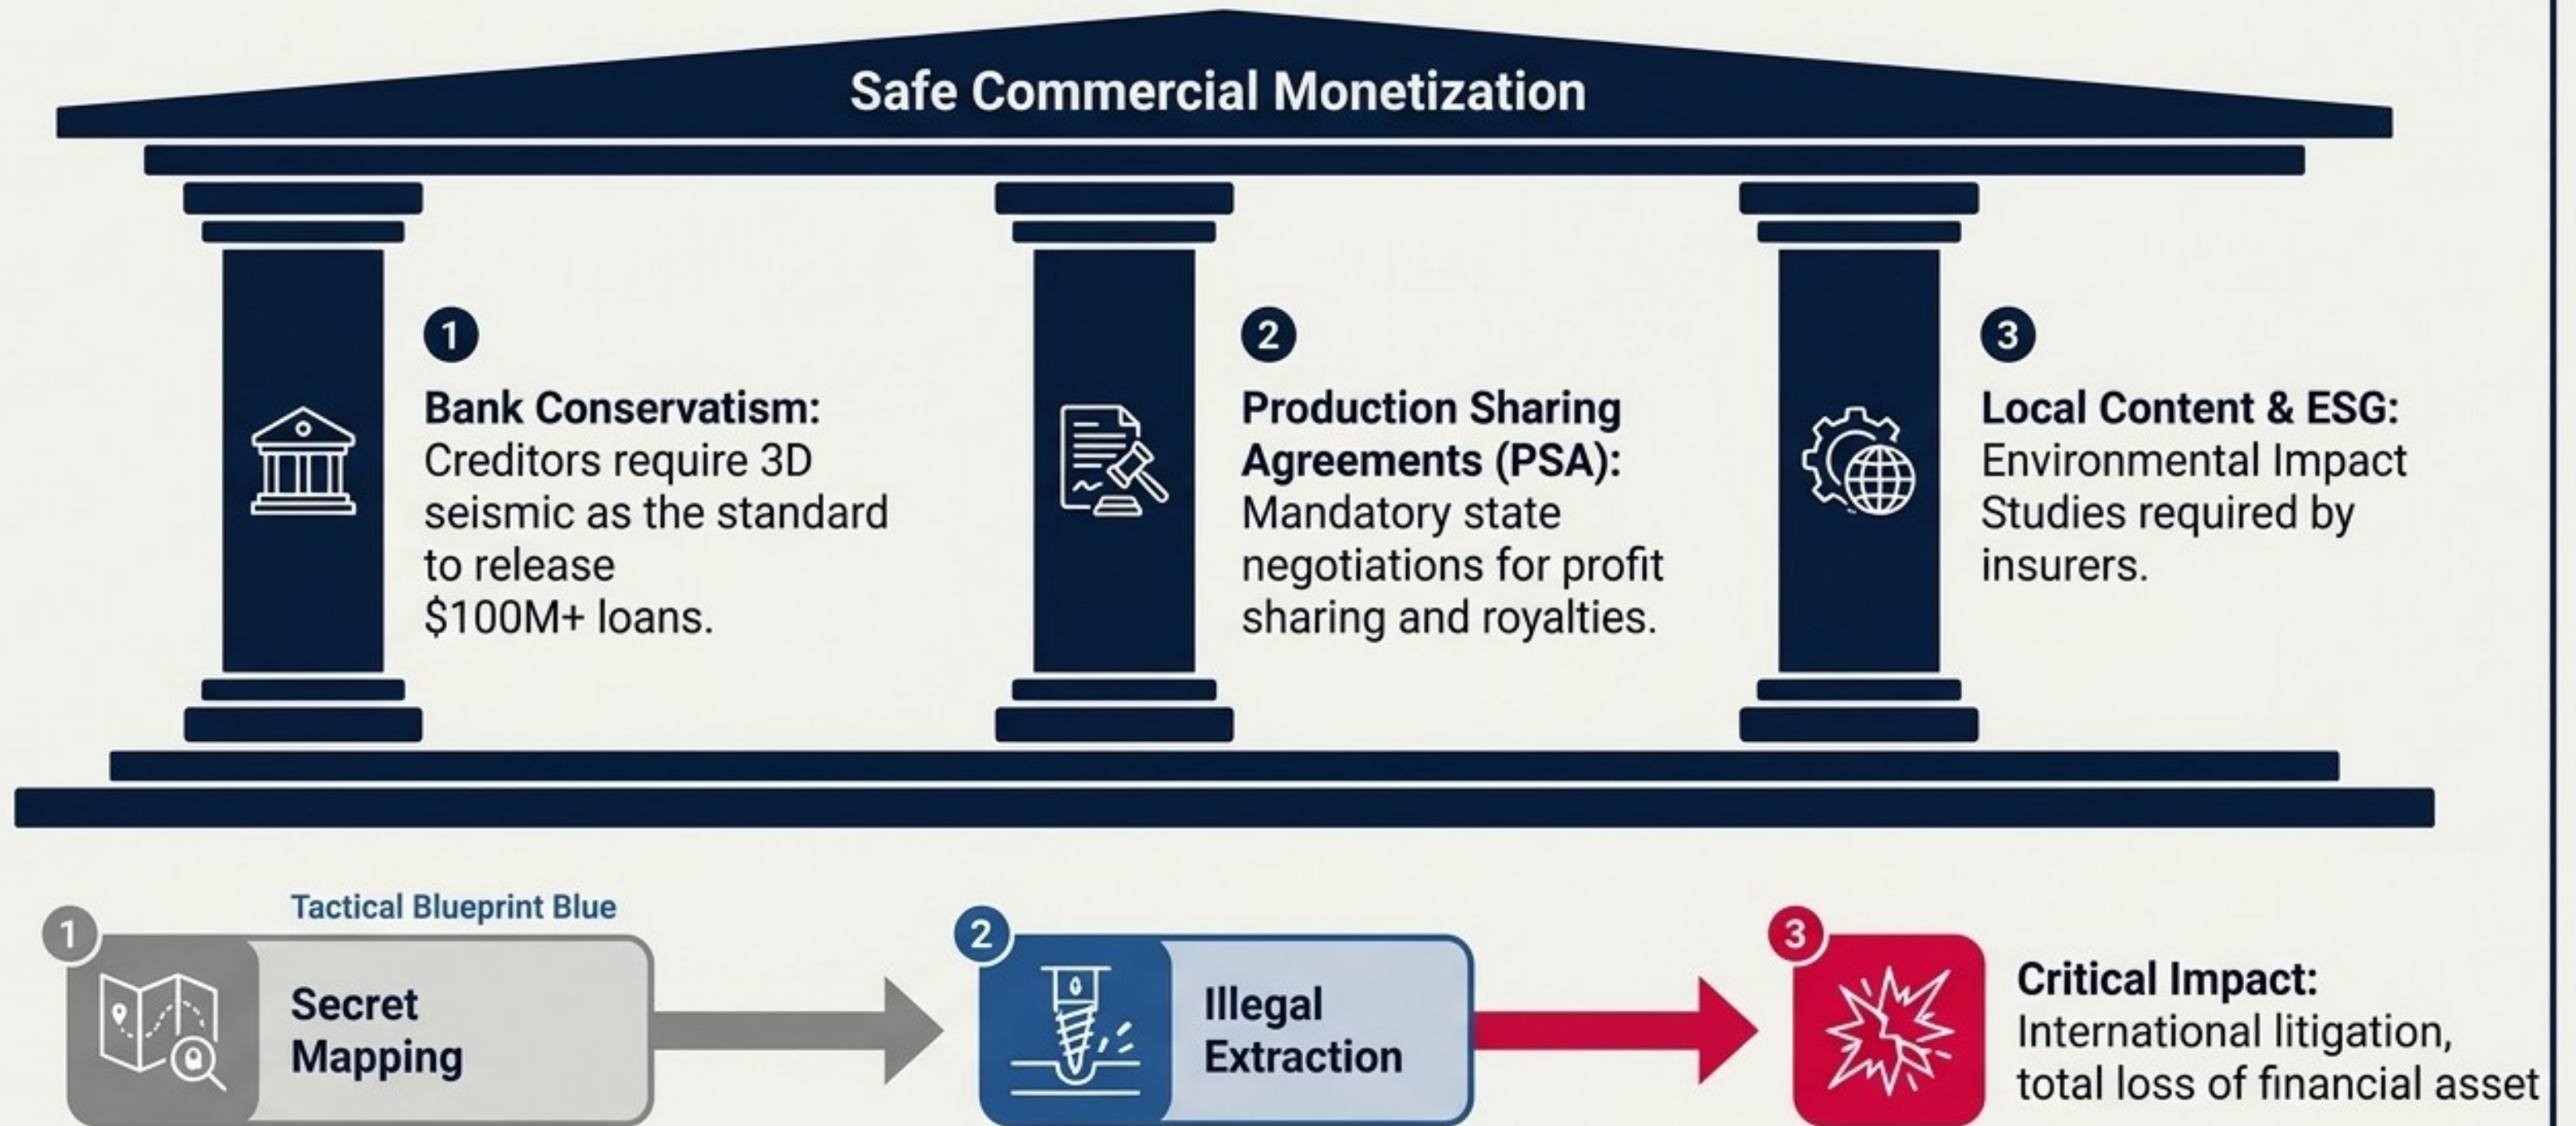 Safe Commercial Monetization
1
Bank Conservatism:
Creditors require 3D
seismic as the standard
to release
$100M+ loans.
2
Production Sharing
Agreements (PSA):
Mandatory state
negotiations for profit
sharing and royalties.
3
Local Content & ESG:
Environmental Impact
Studies required by
insurers.
Tactical Blueprint Blue
1
Secret
Mapping
2
Illegal
Extraction
3
Critical Impact:
International litigation,
total loss of financial asset